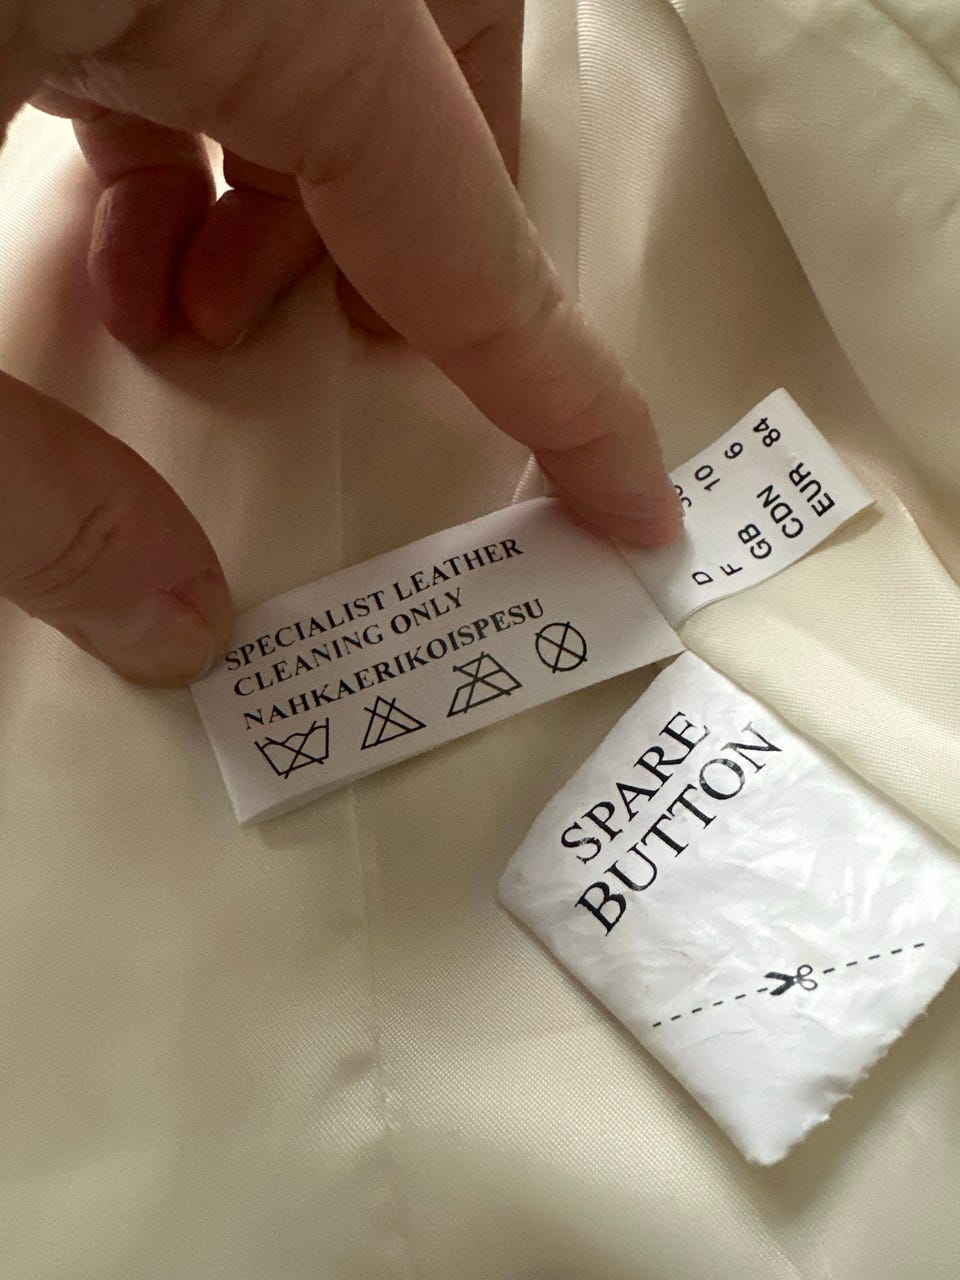 SPECIALIST LEATHER
CLEANING ONLY
NAHKAERIKOISPESU
D
F
GB 10
CDN 6
EUR 84
SPARE
BUTTON